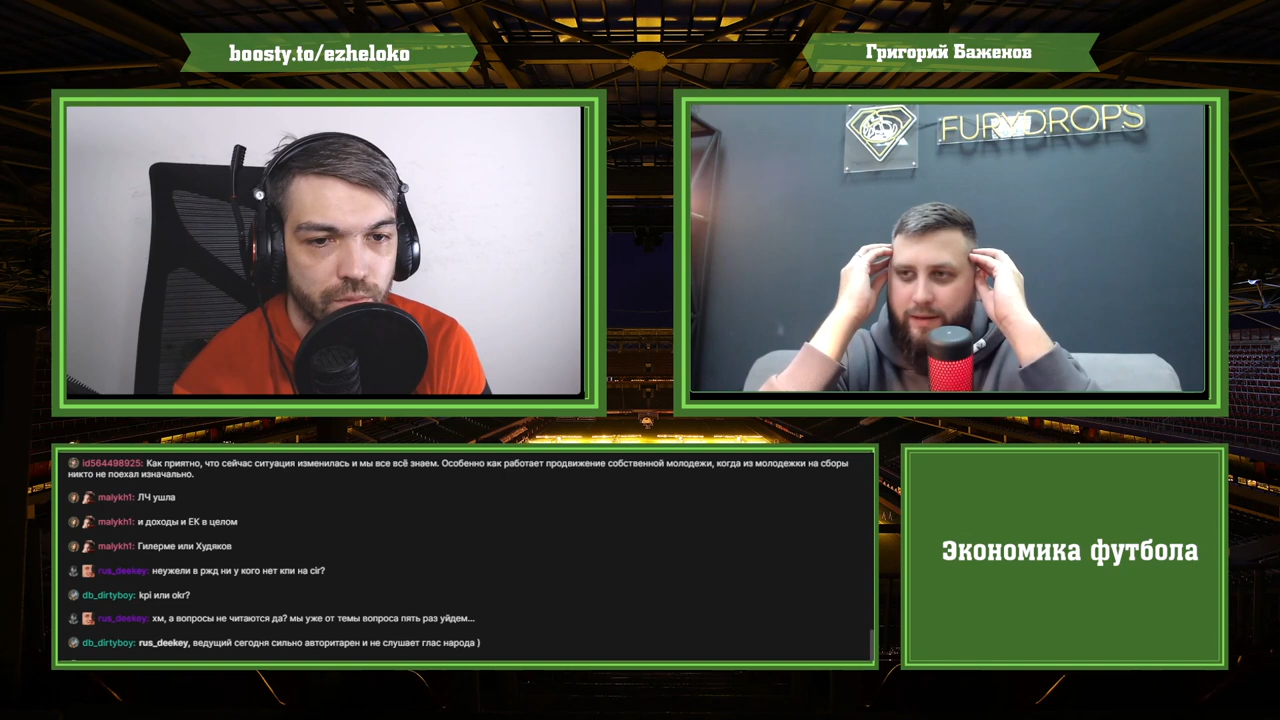 boosty.to/ezheloko
Григорий Баженов
FURYDROPS
id564498925: Как приятно, что сейчас ситуация изменилась и мы все всё знаем. Особенно как работает продвижение собственной молодежи, когда из молодежки на сборы
никто не поехал изначально.
malykh1: ЛЧ ушла
malykh1: и доходы и ЕК в целом
malykh1: Гилерме или Худяков
rus_deekey: неужели в ржд ни у кого нет кпи на cir?
db_dirtyboy: kpi или okr?
rus_deekey: хм, а вопросы не читаются да? мы уже от темы вопроса пять раз уйдем...
db_dirtyboy: rus_deekey, ведущий сегодня сильно авторитарен и не слушает глас народа )
Экономика футбола